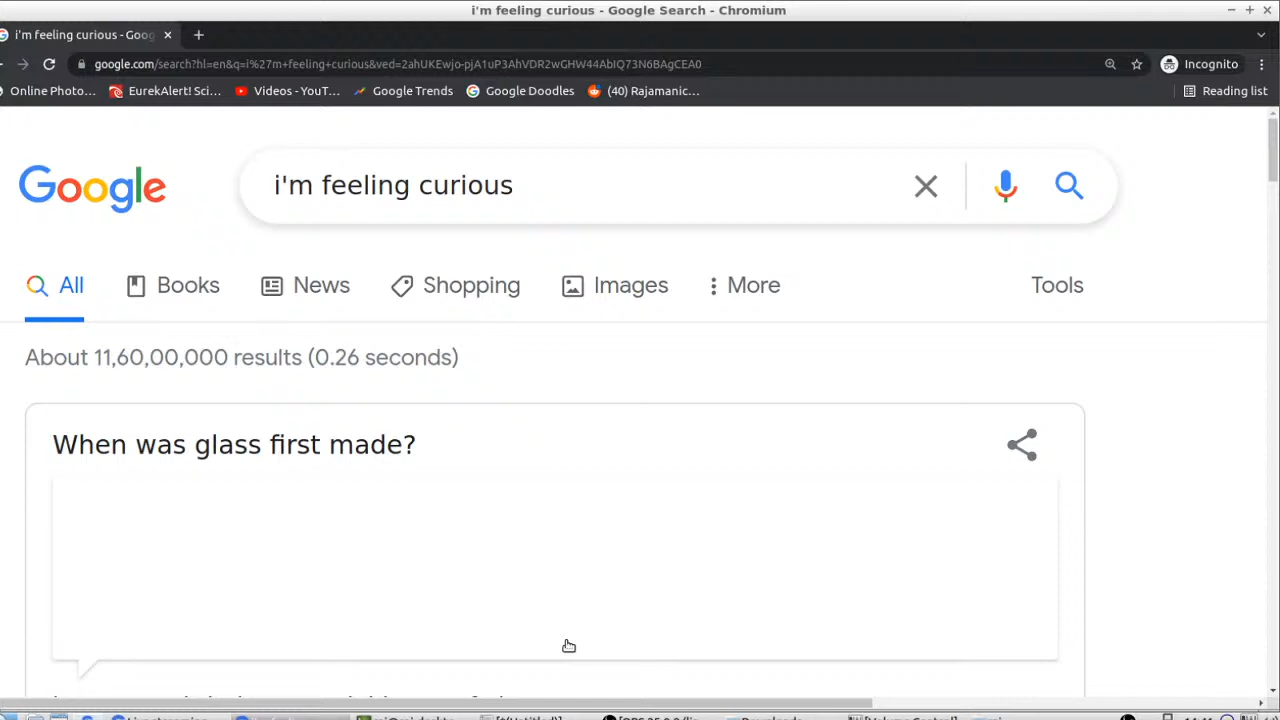 i'm feeling curious - Google Search - Chromium
i'm feeling curious - Goog
google.com/search?hl=en&q=i%27m+feeling+curious&ved=2ahUKEwjo-pjA1uP3AhVDR2wGHW44AbIQ73N6BAgCEA0
Incognito
Online Photo...
EurekAlert! Sci...
Videos - YouT...
Google Trends
Google Doodles
(40) Rajamanic...
Reading list
Google
i'm feeling curious
All
Books
News
Shopping
Images
More
Tools
About 11,60,00,000 results (0.26 seconds)
When was glass first made?